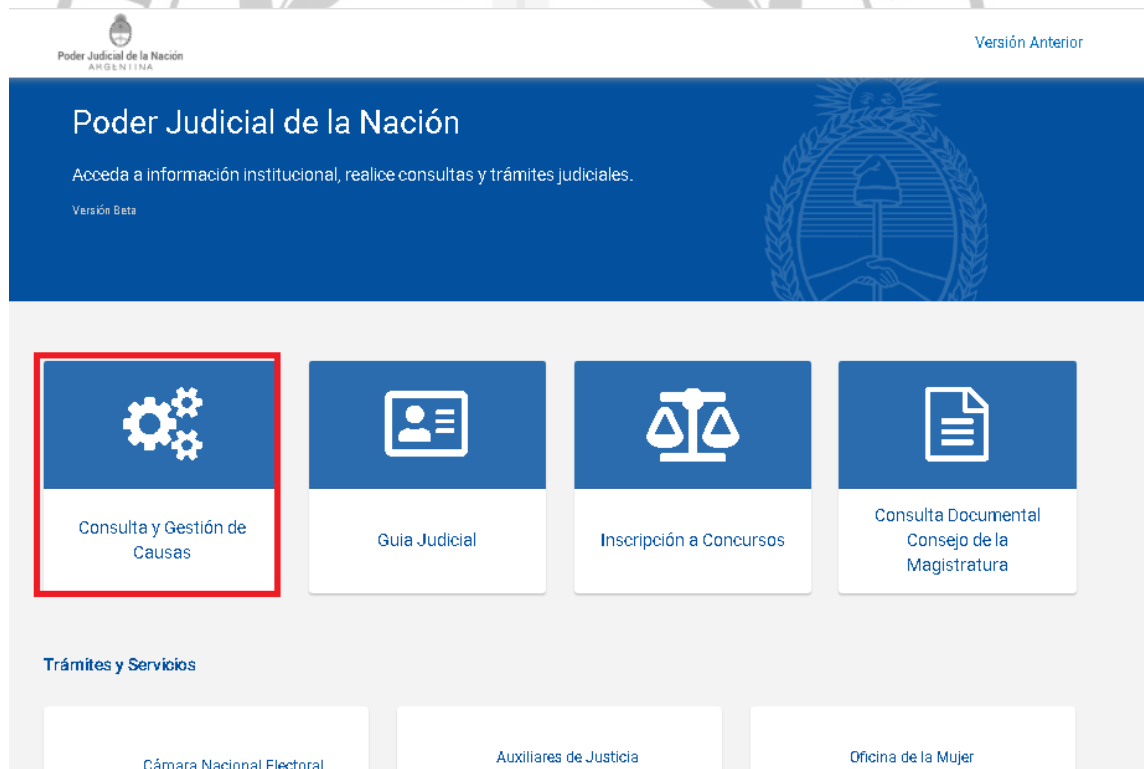 Poder Judicial de la Nación
ARGENTINA
Versión Anterior
Poder Judicial de la Nación
Acceda a información institucional, realice consultas y trámites judiciales.
Versión Beta
Consulta y Gestión de
Causas
Guia Judicial
Inscripción a Concursos
Consulta Documental
Consejo de la
Magistratura
Trámites y Servicios
Cámara Nacional Electoral
Auxiliares de Justicia
Oficina de la Mujer